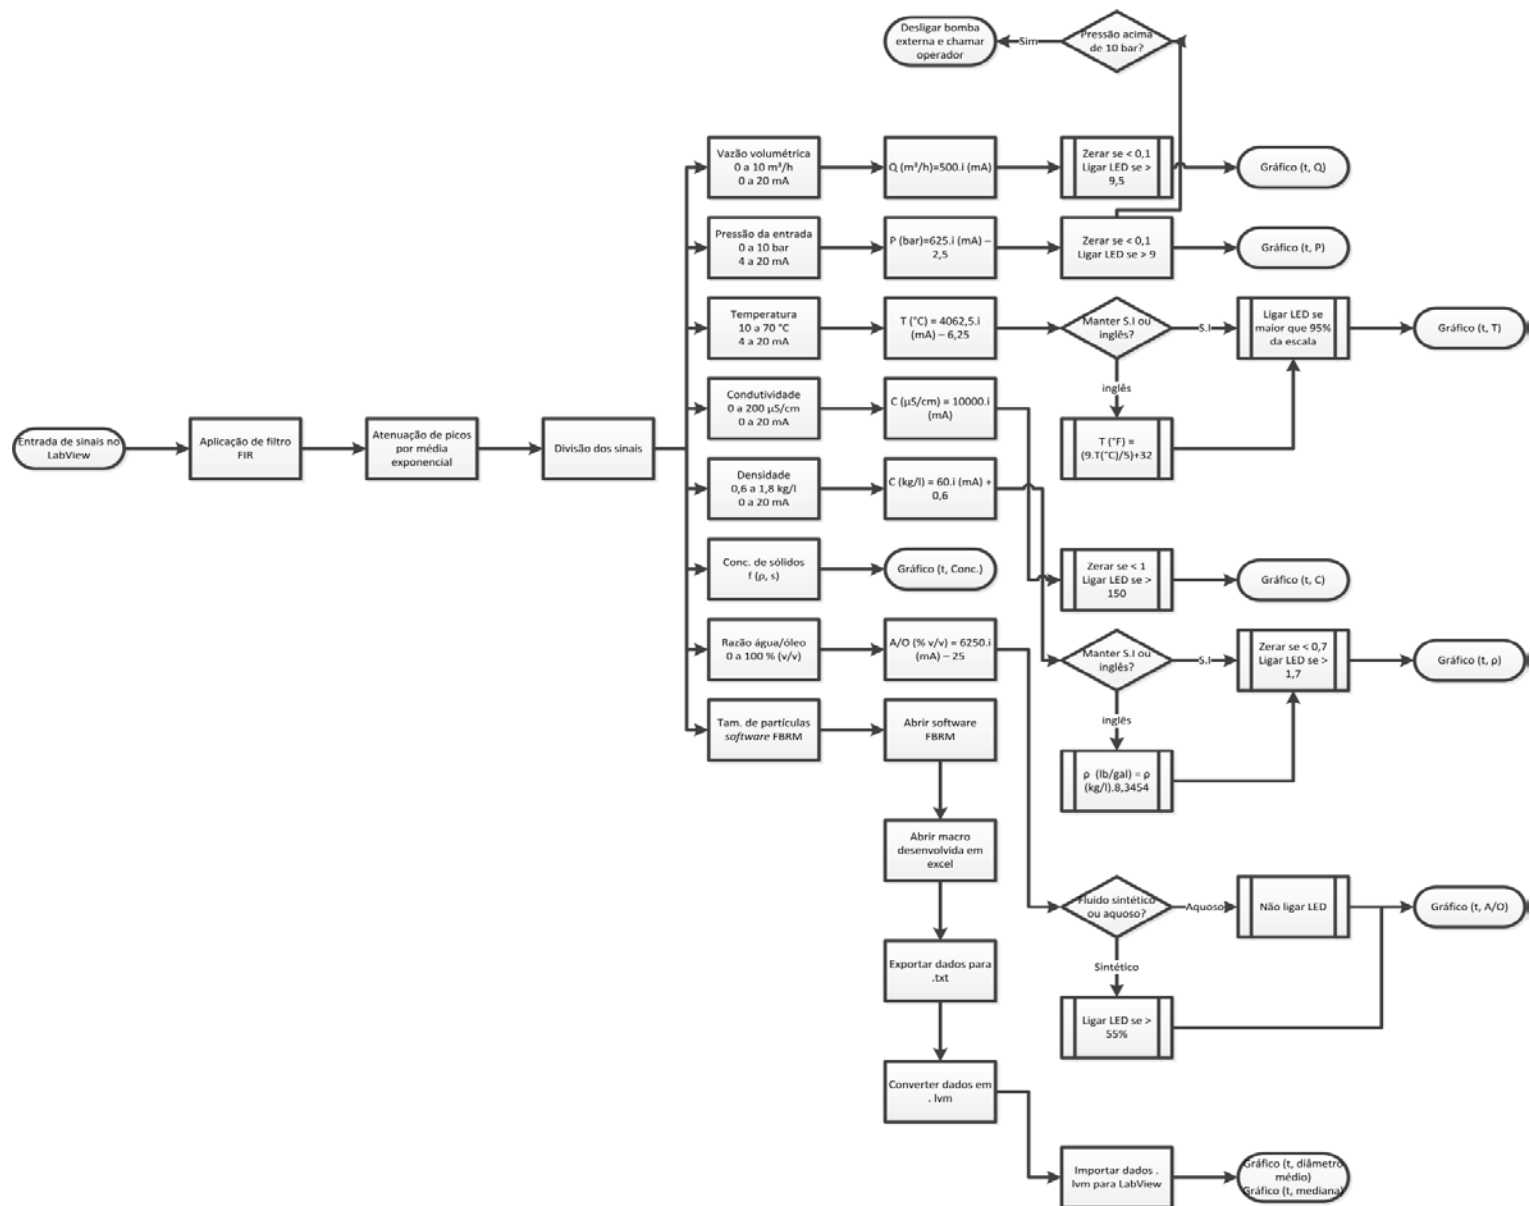 Desligar bomba
externa e chamar
operador
Sim
Pressão acima
de 10 bar?
Vazão volumétrica
0 a 10 m³/h
0 a 20 mA
Q (m³/h)=500.i (mA)
Zerar se < 0,1
Ligar LED se >
9,5
Gráfico (t, Q)
Pressão da entrada
0 a 10 bar
4 a 20 mA
P (bar)=625.i (mA) –
2,5
Zerar se < 0,1
Ligar LED se > 9
Gráfico (t, P)
Temperatura
10 a 70 °C
4 a 20 mA
T (°C) = 4062,5.i
(mA) – 6,25
Manter S.I ou
inglês?
S.I
Ligar LED se
maior que 95%
da escala
Gráfico (t, T)
inglês
T (°F) =
(9.T(°C)/5)+32
Condutividade
0 a 200 µS/cm
0 a 20 mA
C (µS/cm) = 10000.i
(mA)
Entrada de sinais no
LabView
Aplicação de filtro
FIR
Atenuação de picos
por média
exponencial
Divisão dos sinais
Densidade
0,6 a 1,8 kg/l
0 a 20 mA
C (kg/l) = 60.i (mA) +
0,6
Conc. de sólidos
f (ρ, s)
Gráfico (t, Conc.)
Zerar se < 1
Ligar LED se >
150
Gráfico (t, C)
Razão água/óleo
0 a 100 % (v/v)
A/O (% v/v) = 6250.i
(mA) – 25
Manter S.I ou
inglês?
S.I
Zerar se < 0,7
Ligar LED se >
1,7
Gráfico (t, ρ)
inglês
ρ (lb/gal) = ρ
(kg/l).8,3454
Tam. de partículas
software FBRM
Abrir software
FBRM
Abrir macro
desenvolvida em
excel
Fluido sintético
ou aquoso?
Aquoso
Não ligar LED
Gráfico (t, A/O)
Sintético
Ligar LED se >
55%
Exportar dados para
.txt
Converter dados em
. lvm
Importar dados .
lvm para LabView
Gráfico (t, diâmetro
médio)
Gráfico (t, mediana)